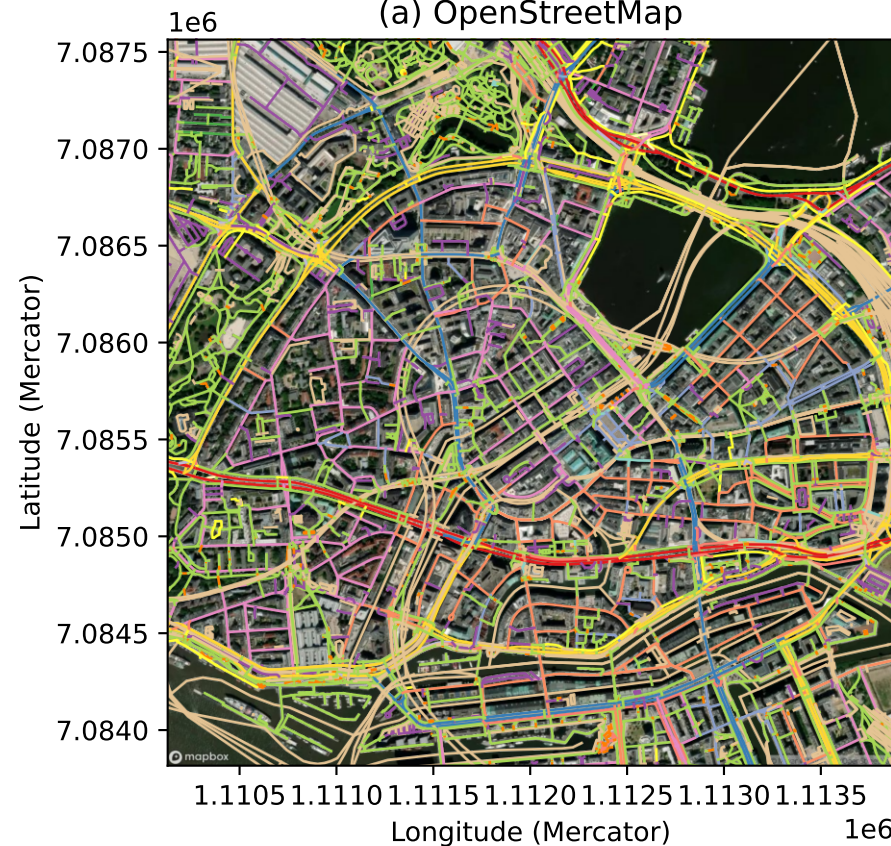 (a) OpenStreetMap
1e6
7.0875
7.0870
7.0865
7.0860
7.0855
7.0850
7.0845
7.0840
Latitude (Mercator)
mapbox
1.1105 1.1110 1.1115 1.1120 1.1125 1.1130 1.1135
Longitude (Mercator)
1e6